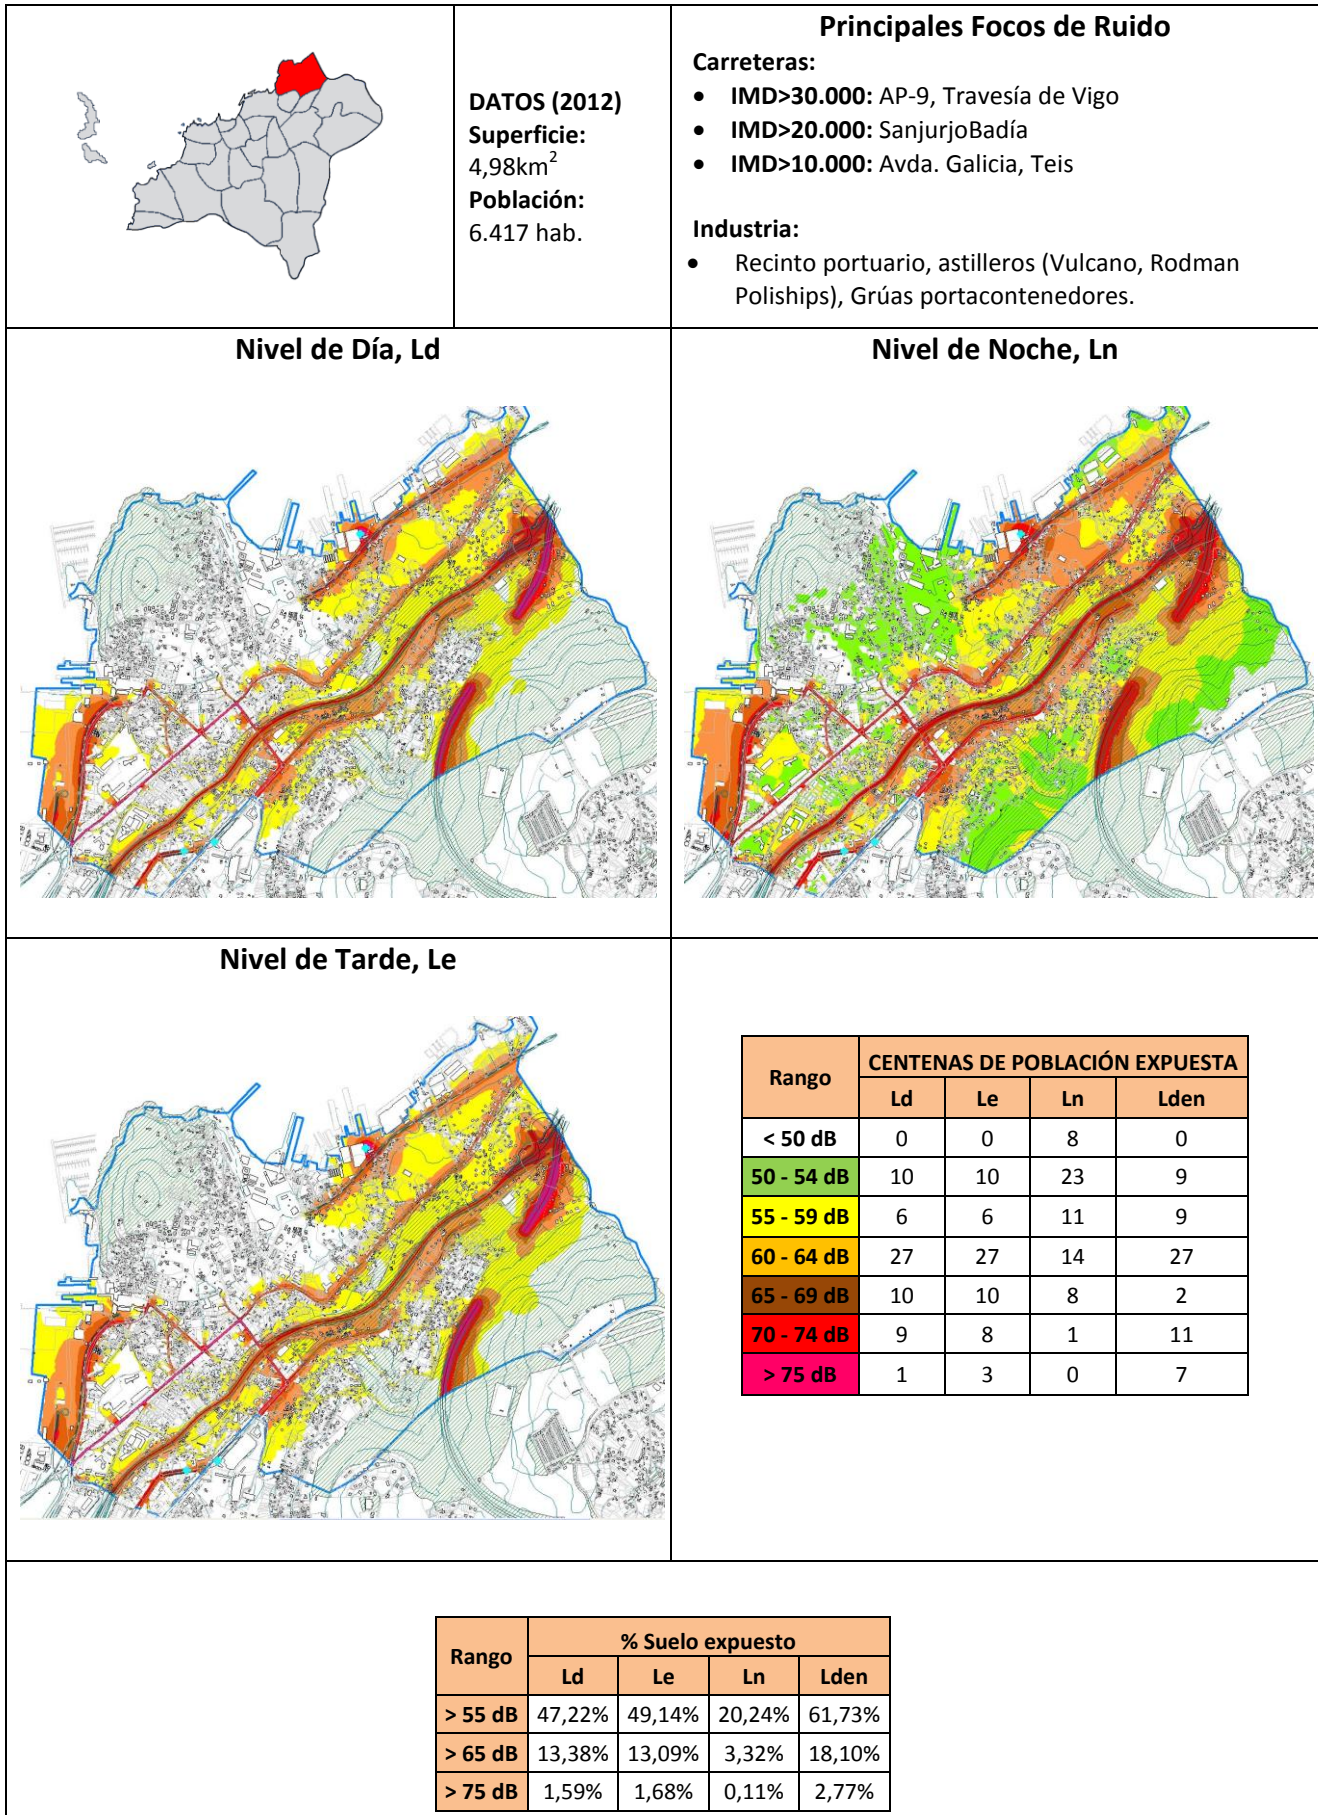 DATOS (2012)
Superficie:
4,98km²
Población:
6.417 hab.
Principales Focos de Ruido
Carreteras:
• IMD>30.000: AP-9, Travesía de Vigo
• IMD>20.000: SanjurjoBadía
• IMD>10.000: Avda. Galicia, Teis
Industria:
• Recinto portuario, astilleros (Vulcano, Rodman
Poliships), Grúas portacontenedores.
Nivel de Día, Ld
Nivel de Noche, Ln
Nivel de Tarde, Le
Rango CENTENAS DE POBLACIÓN EXPUESTA
Ld Le Ln Lden
< 50 dB 0 0 8 0
50 - 54 dB 10 10 23 9
55 - 59 dB 6 6 11 9
60 - 64 dB 27 27 14 27
65 - 69 dB 10 10 8 2
70 - 74 dB 9 8 1 11
> 75 dB 1 3 0 7
Rango % Suelo expuesto
Ld Le Ln Lden
> 55 dB 47,22% 49,14% 20,24% 61,73%
> 65 dB 13,38% 13,09% 3,32% 18,10%
> 75 dB 1,59% 1,68% 0,11% 2,77%